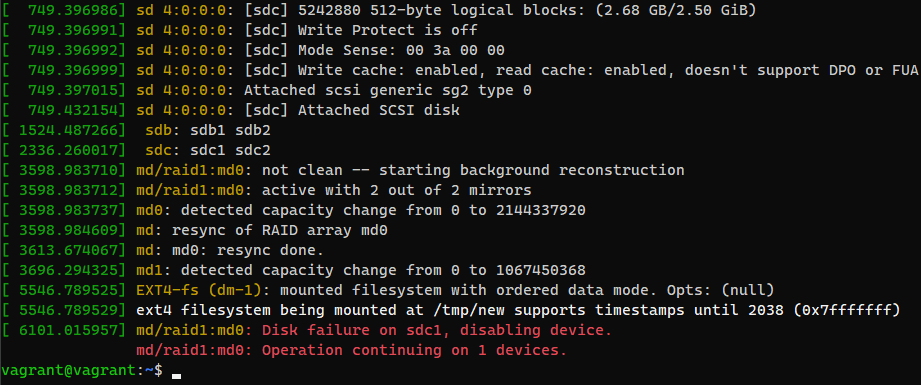 [  749.396986] sd 4:0:0:0: [sdc] 5242880 512-byte logical blocks: (2.68 GB/2.50 GiB)
[  749.396991] sd 4:0:0:0: [sdc] Write Protect is off
[  749.396992] sd 4:0:0:0: [sdc] Mode Sense: 00 3a 00 00
[  749.396999] sd 4:0:0:0: [sdc] Write cache: enabled, read cache: enabled, doesn't support DPO or FUA
[  749.397015] sd 4:0:0:0: Attached scsi generic sg2 type 0
[  749.432154] sd 4:0:0:0: [sdc] Attached SCSI disk
[ 1524.487266]  sdb: sdb1 sdb2
[ 2336.260017]  sdc: sdc1 sdc2
[ 3598.983710] md/raid1:md0: not clean -- starting background reconstruction
[ 3598.983712] md/raid1:md0: active with 2 out of 2 mirrors
[ 3598.983737] md0: detected capacity change from 0 to 2144337920
[ 3598.984609] md: resync of RAID array md0
[ 3613.674067] md: md0: resync done.
[ 3696.294325] md1: detected capacity change from 0 to 1067450368
[ 5546.789525] EXT4-fs (dm-1): mounted filesystem with ordered data mode. Opts: (null)
[ 5546.789529] ext4 filesystem being mounted at /tmp/new supports timestamps until 2038 (0x7fffffff)
[ 6101.015957] md/raid1:md0: Disk failure on sdc1, disabling device.
               md/raid1:md0: Operation continuing on 1 devices.
vagrant@vagrant:~$